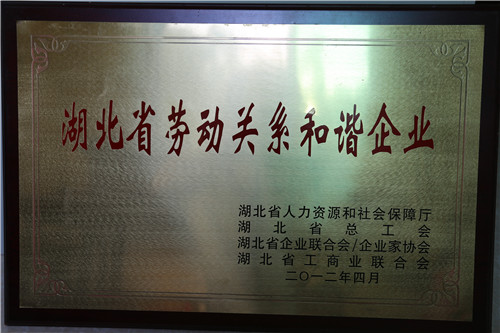 湖北省劳动关系和谐企业
湖北省人力资源和社会保障厅
湖北省总工会
湖北省企业联合会/企业家协会
湖北省工商业联合会
二〇一二年四月